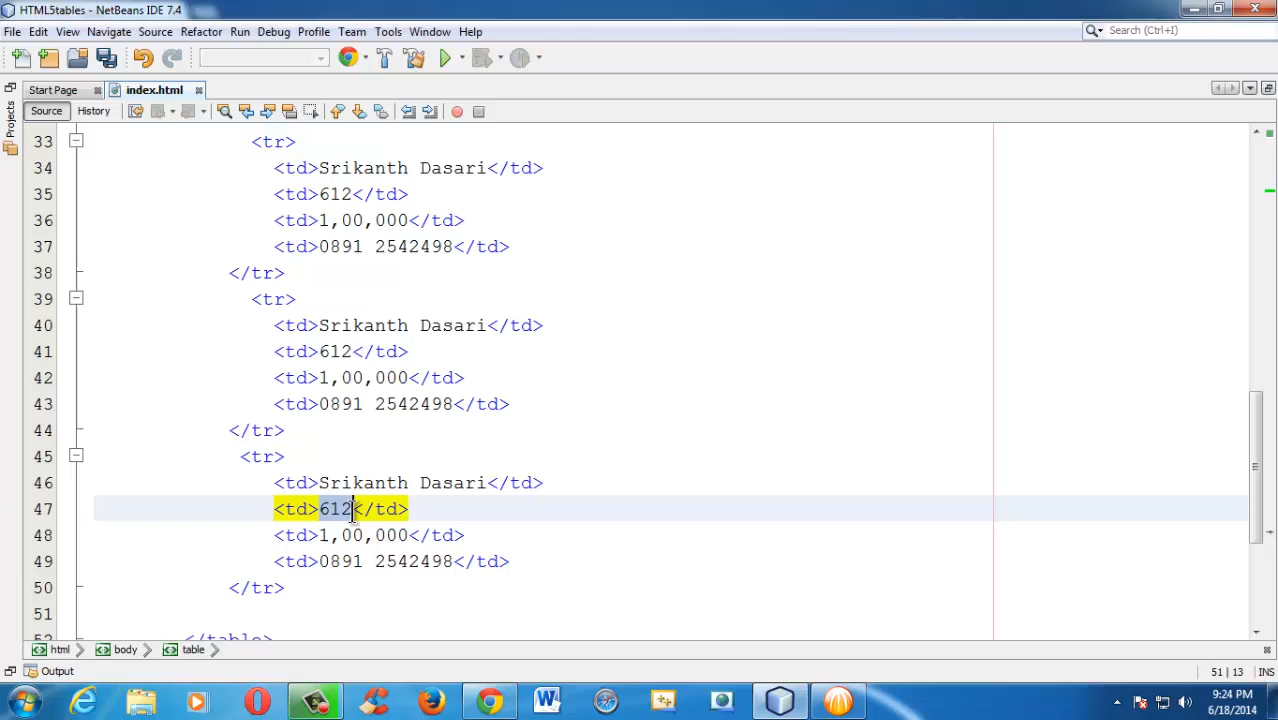 HTML5tables - NetBeans IDE 7.4
File Edit View Navigate Source Refactor Run Debug Profile Team Tools Window Help
Search (Ctrl+I)
Start Page index.html
Source History
Projects
33 <tr>
34 <td>Srikanth Dasari</td>
35 <td>612</td>
36 <td>1,00,000</td>
37 <td>0891 2542498</td>
38 </tr>
39 <tr>
40 <td>Srikanth Dasari</td>
41 <td>612</td>
42 <td>1,00,000</td>
43 <td>0891 2542498</td>
44 </tr>
45 <tr>
46 <td>Srikanth Dasari</td>
47 <td>612</td>
48 <td>1,00,000</td>
49 <td>0891 2542498</td>
50 </tr>
51
52 </table>
html body table
Output
51 | 13 INS
9:24 PM
6/18/2014